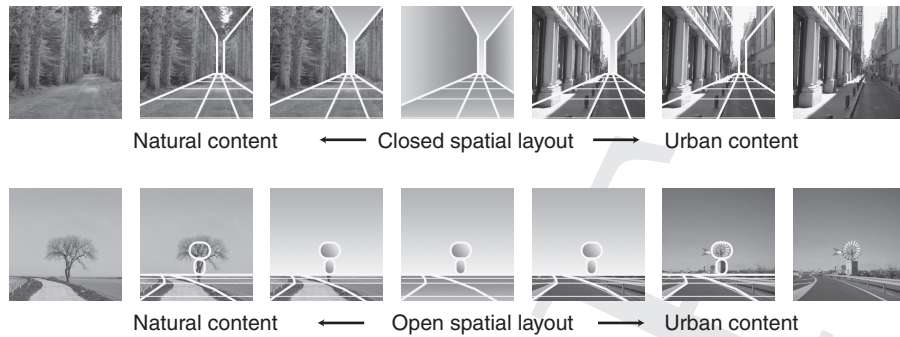 Natural content ← Closed spatial layout → Urban content
Natural content ← Open spatial layout → Urban content